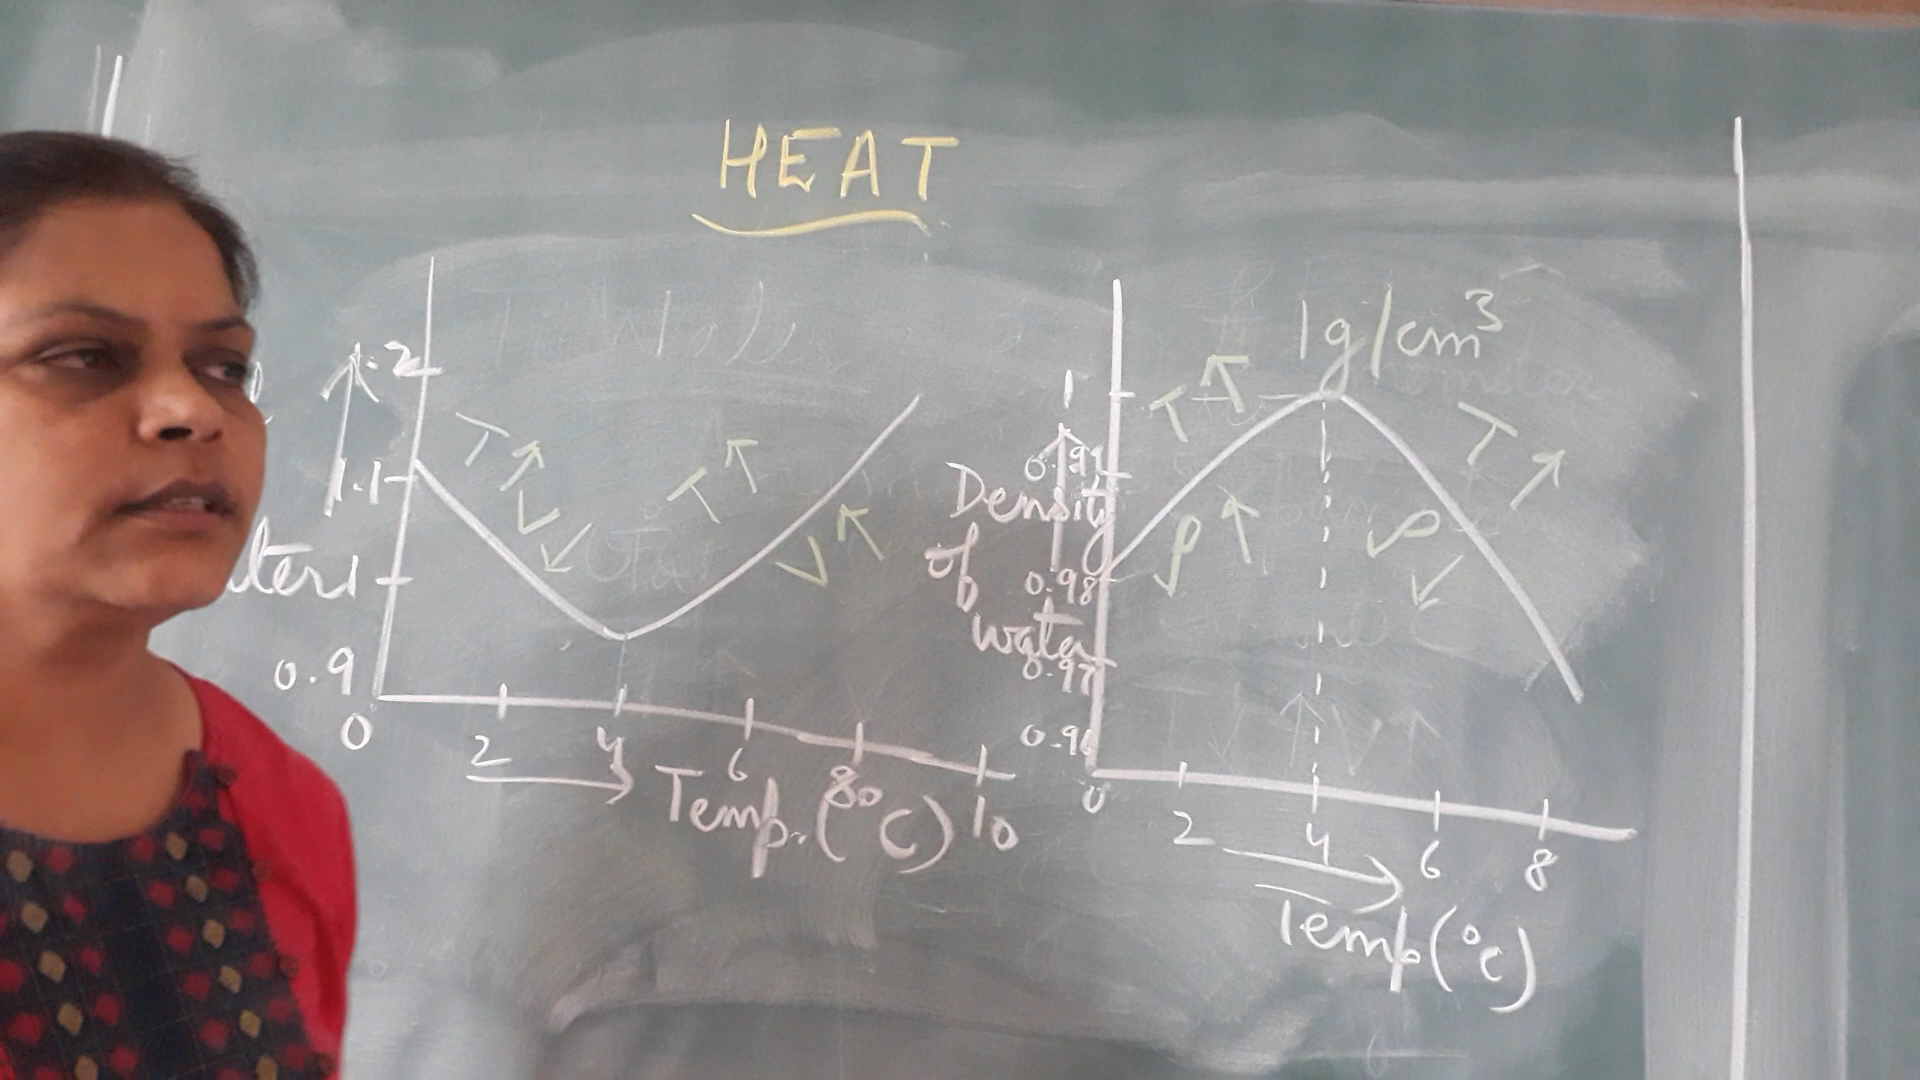 HEAT
1.2
1.1
1
0.9
0
2
4
6
8
10
Temp. (°C)
T
V
T
V
1g/cm³
1
0.99
Density
of
0.98
water
0.97
0.96
0
2
4
6
8
Temp (°C)
T
ρ
T
ρ